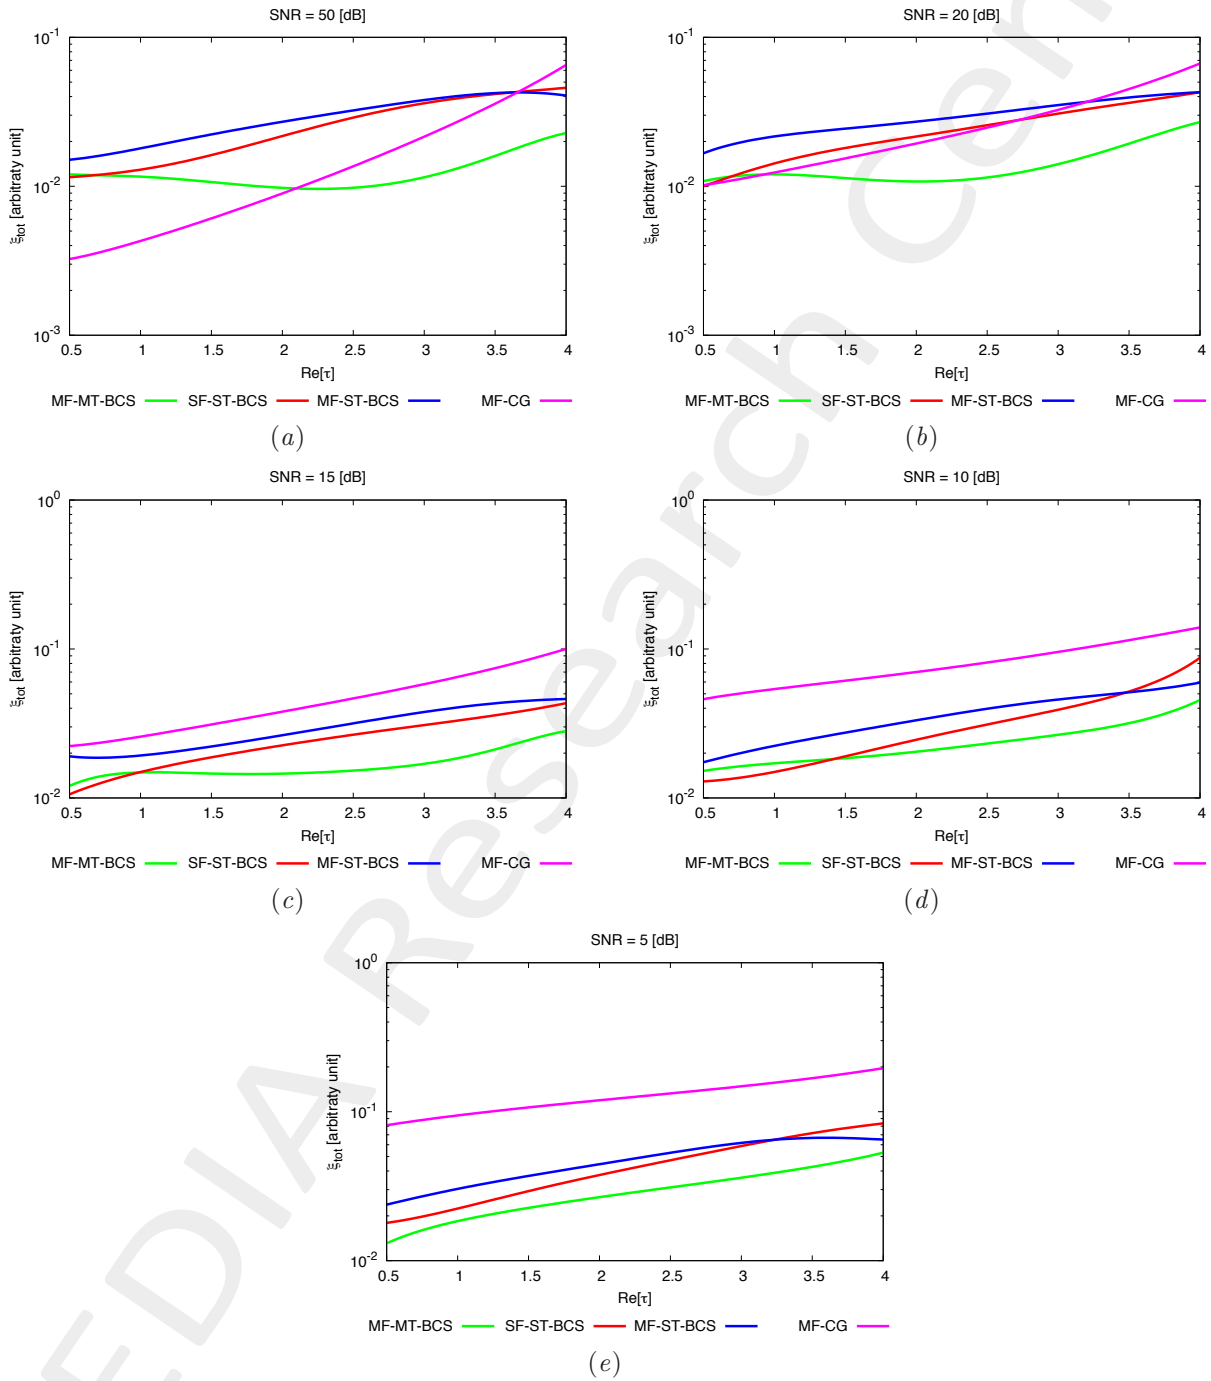 SNR = 50 [dB]
10^-1
10^-2
10^-3
ξtot [arbitraty unit]
0.5 1 1.5 2 2.5 3 3.5 4
Re[τ]
MF-MT-BCS SF-ST-BCS MF-ST-BCS MF-CG
(a)
SNR = 20 [dB]
10^-1
10^-2
10^-3
ξtot [arbitraty unit]
0.5 1 1.5 2 2.5 3 3.5 4
Re[τ]
MF-MT-BCS SF-ST-BCS MF-ST-BCS MF-CG
(b)
SNR = 15 [dB]
10^0
10^-1
10^-2
ξtot [arbitraty unit]
0.5 1 1.5 2 2.5 3 3.5 4
Re[τ]
MF-MT-BCS SF-ST-BCS MF-ST-BCS MF-CG
(c)
SNR = 10 [dB]
10^0
10^-1
10^-2
ξtot [arbitraty unit]
0.5 1 1.5 2 2.5 3 3.5 4
Re[τ]
MF-MT-BCS SF-ST-BCS MF-ST-BCS MF-CG
(d)
SNR = 5 [dB]
10^0
10^-1
10^-2
ξtot [arbitraty unit]
0.5 1 1.5 2 2.5 3 3.5 4
Re[τ]
MF-MT-BCS SF-ST-BCS MF-ST-BCS MF-CG
(e)
EDIA Research Cen